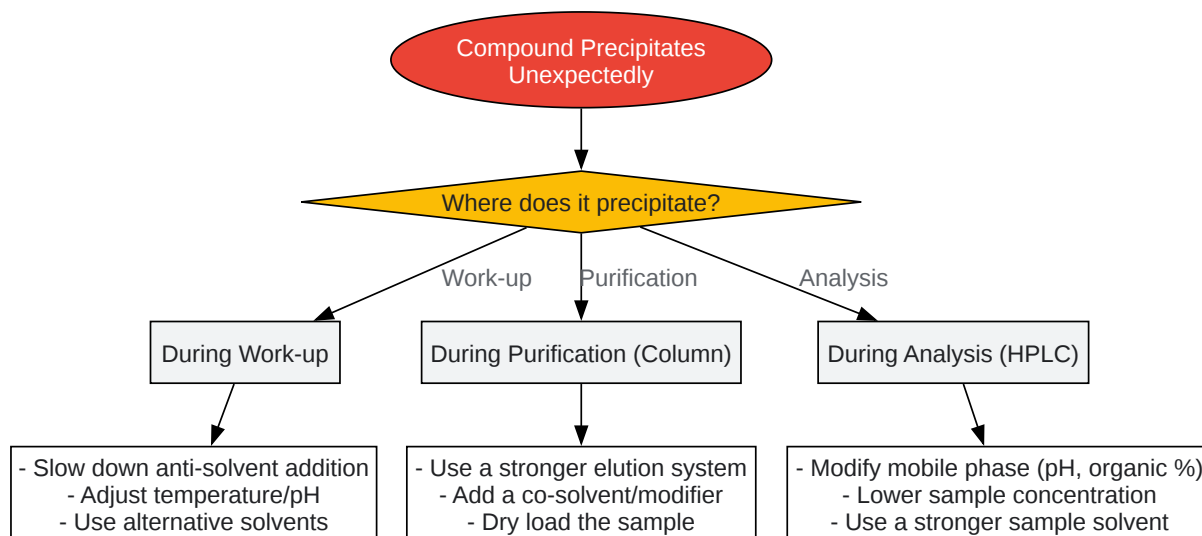 Compound Precipitates
Unexpectedly
Where does it precipitate?
Work-up
Purification
Analysis
During Work-up
During Purification (Column)
During Analysis (HPLC)
- Slow down anti-solvent addition
- Adjust temperature/pH
- Use alternative solvents
- Use a stronger elution system
- Add a co-solvent/modifier
- Dry load the sample
- Modify mobile phase (pH, organic %)
- Lower sample concentration
- Use a stronger sample solvent